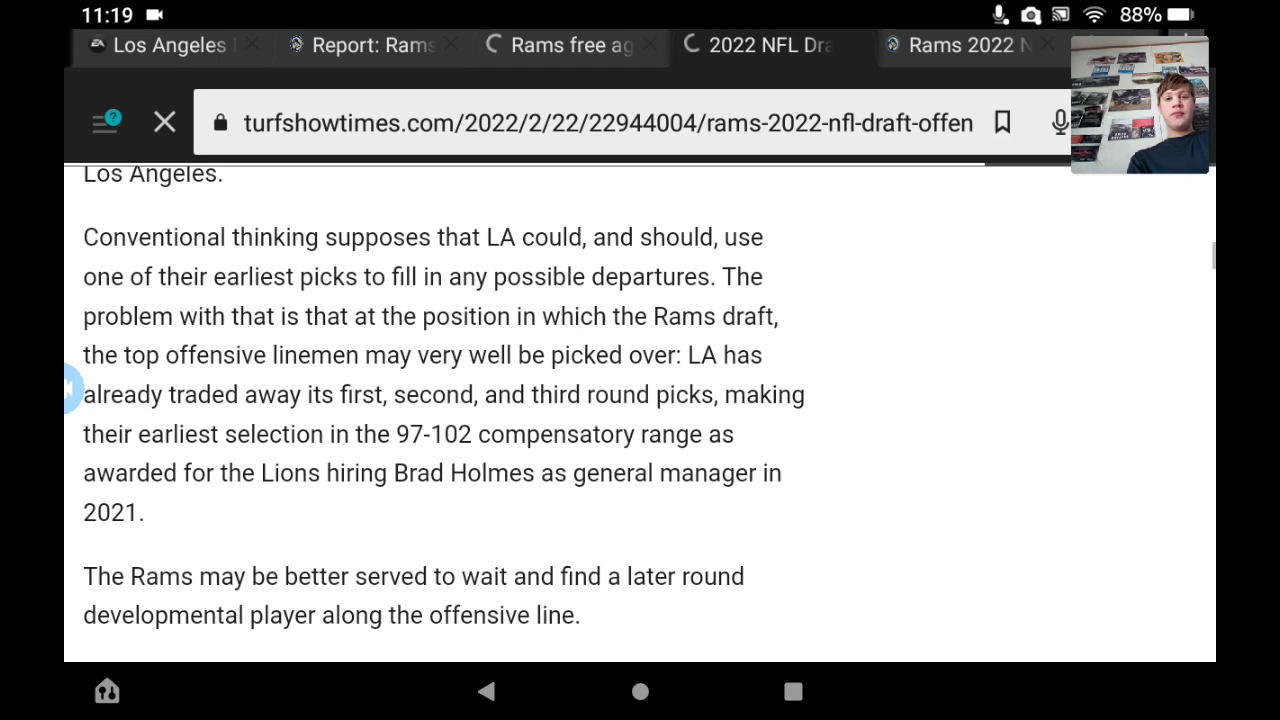 11:19
88%
Los Angeles
Report: Rams
Rams free ag
2022 NFL Dra
Rams 2022 N
turfshowtimes.com/2022/2/22/22944004/rams-2022-nfl-draft-offen
Los Angeles.
Conventional thinking supposes that LA could, and should, use
one of their earliest picks to fill in any possible departures. The
problem with that is that at the position in which the Rams draft,
the top offensive linemen may very well be picked over: LA has
already traded away its first, second, and third round picks, making
their earliest selection in the 97-102 compensatory range as
awarded for the Lions hiring Brad Holmes as general manager in
2021.
The Rams may be better served to wait and find a later round
developmental player along the offensive line.